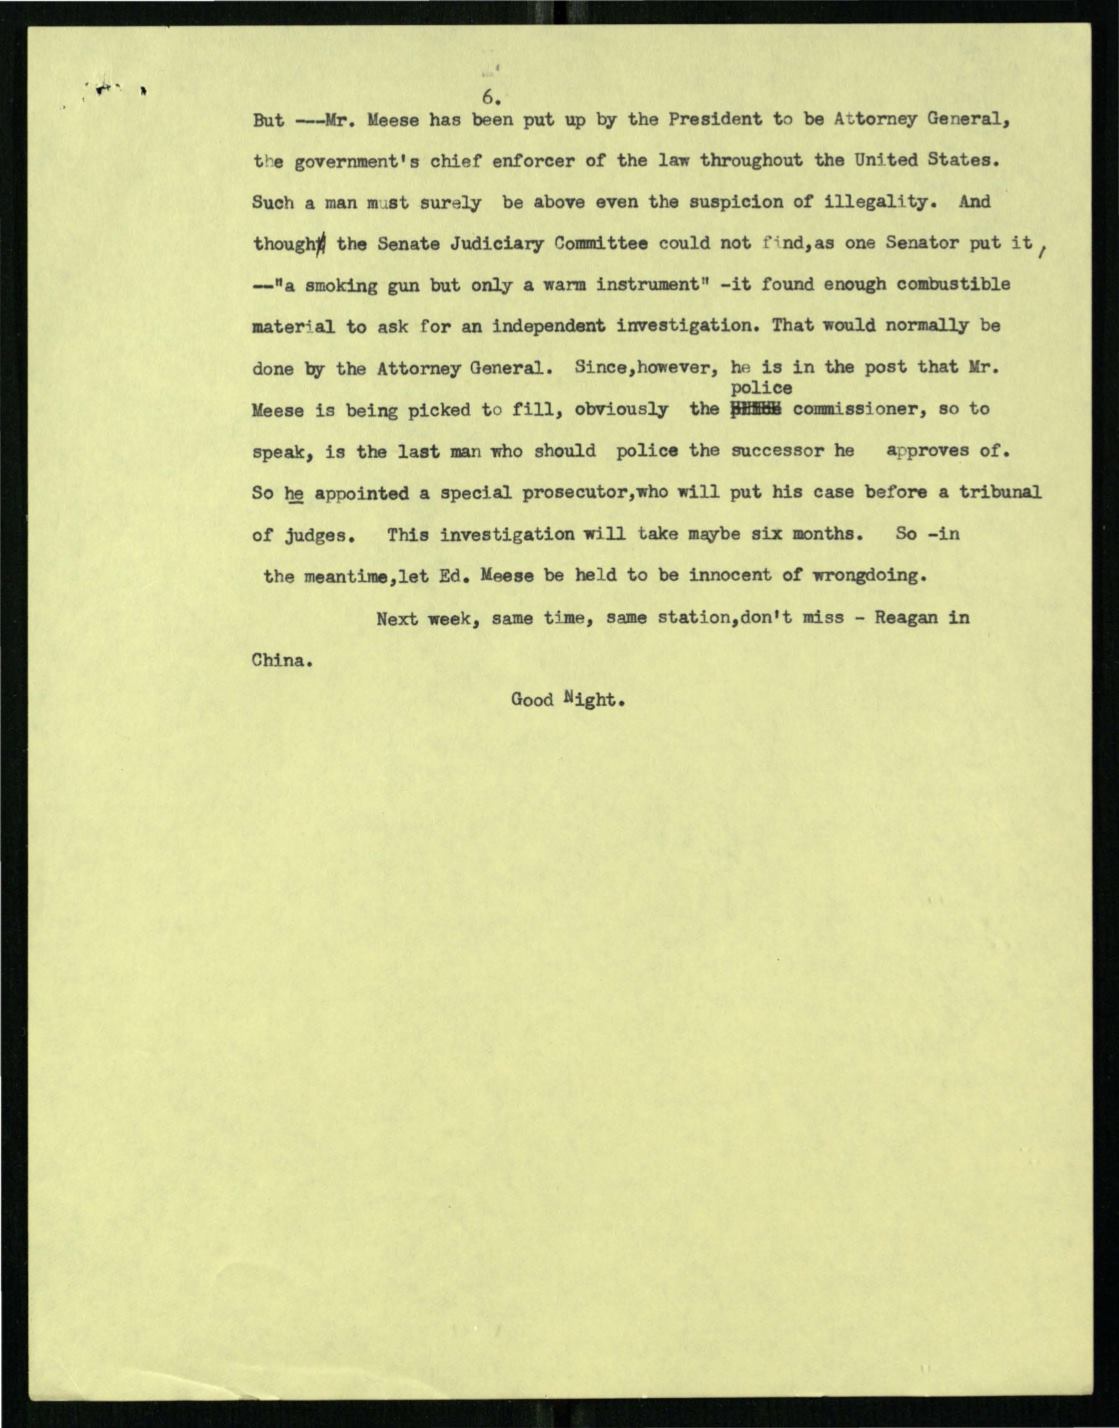 6.
But ---Mr. Meese has been put up by the President to be Attorney General,
the government's chief enforcer of the law throughout the United States.
Such a man must surely be above even the suspicion of illegality. And
though the Senate Judiciary Committee could not find,as one Senator put it,
--"a smoking gun but only a warm instrument" -it found enough combustible
material to ask for an independent investigation. That would normally be
done by the Attorney General. Since,however, he is in the post that Mr.
police
Meese is being picked to fill, obviously the commissioner, so to
speak, is the last man who should police the successor he approves of.
So he appointed a special prosecutor,who will put his case before a tribunal
of judges. This investigation will take maybe six months. So -in
the meantime,let Ed. Meese be held to be innocent of wrongdoing.
Next week, same time, same station,don't miss - Reagan in
China.
Good Night.